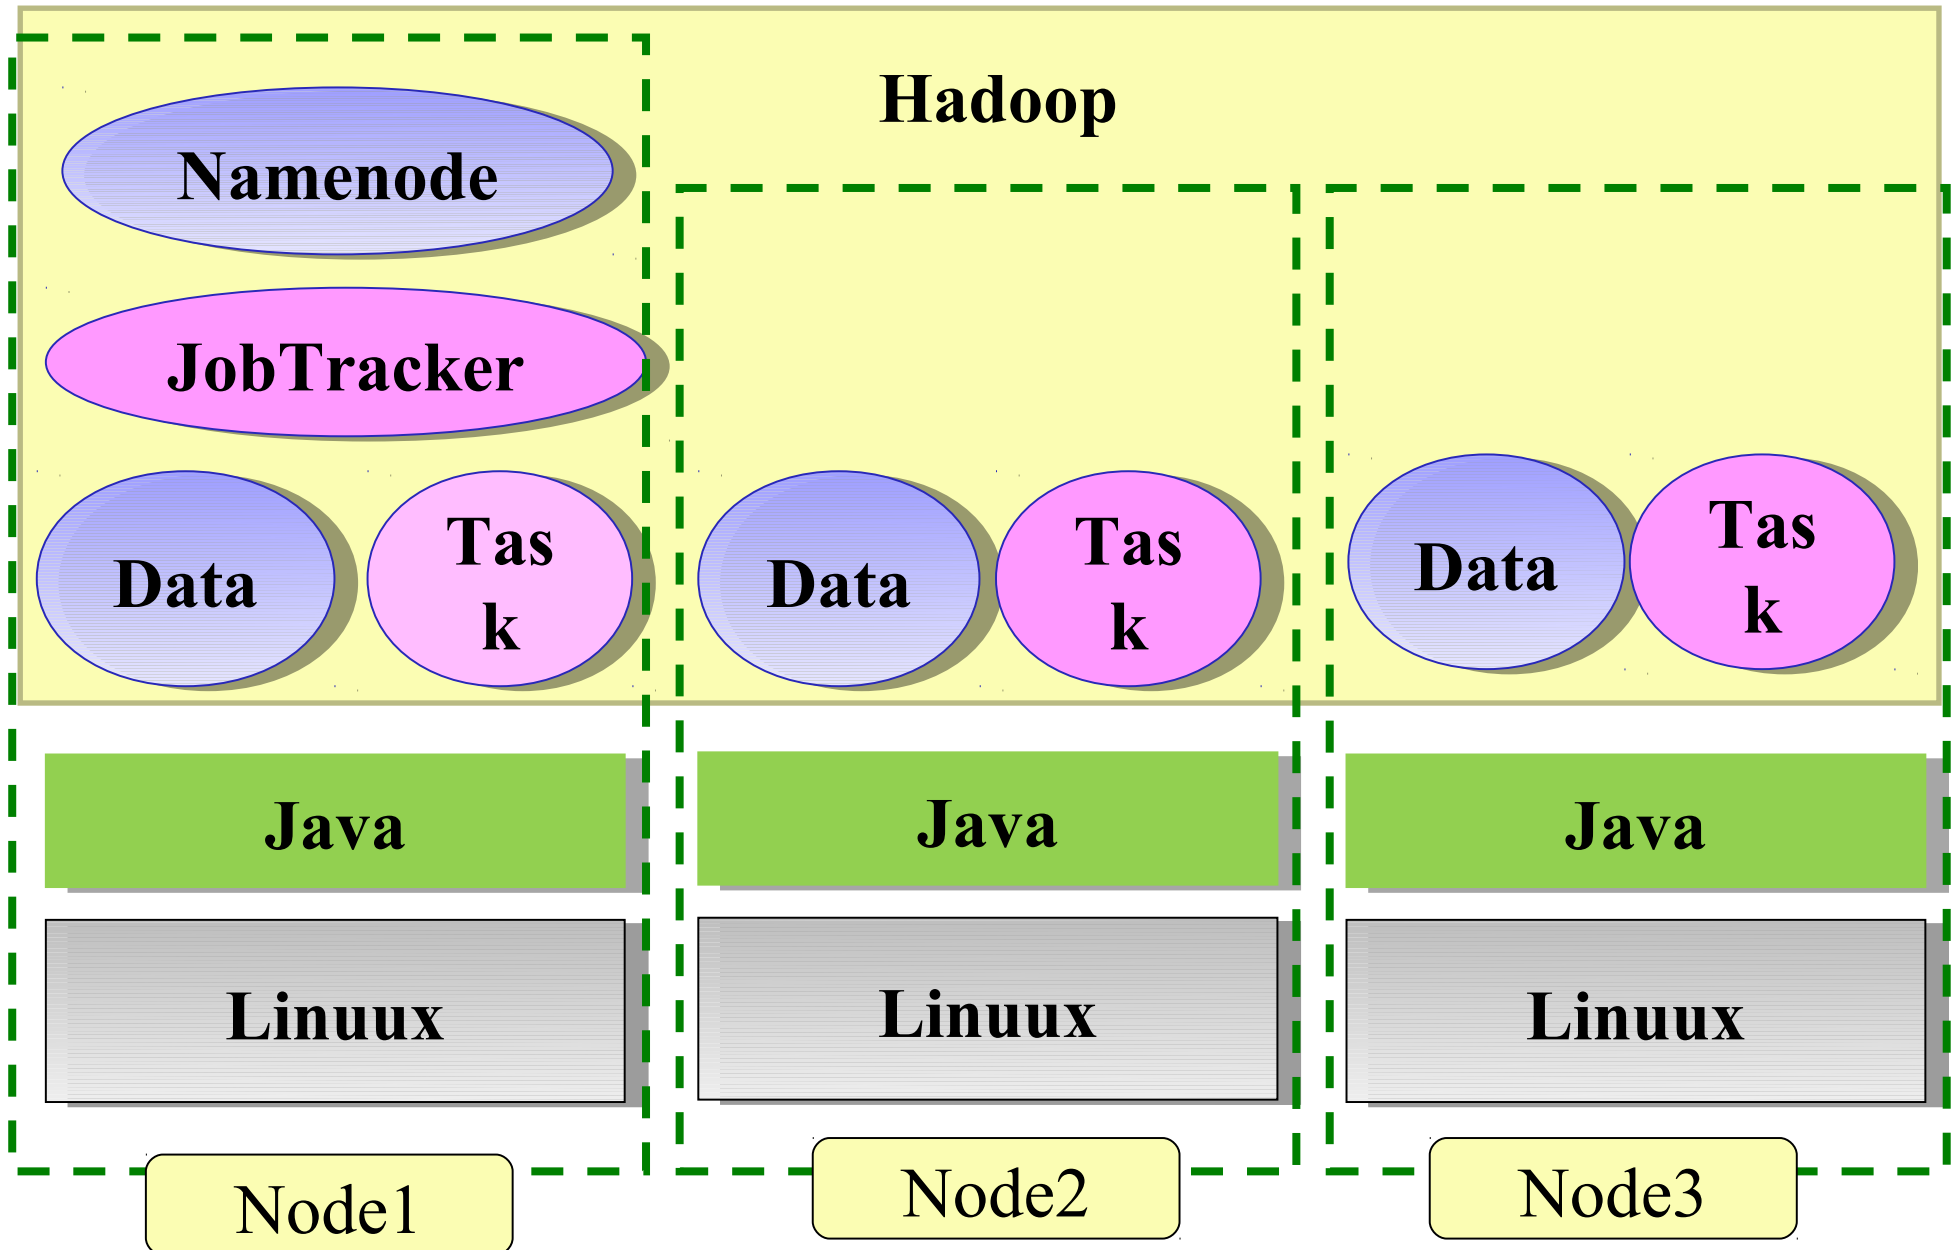 Hadoop
Namenode
JobTracker
Data
Tas
k
Data
Tas
k
Data
Tas
k
Java
Java
Java
Linuux
Linuux
Linuux
Node1
Node2
Node3